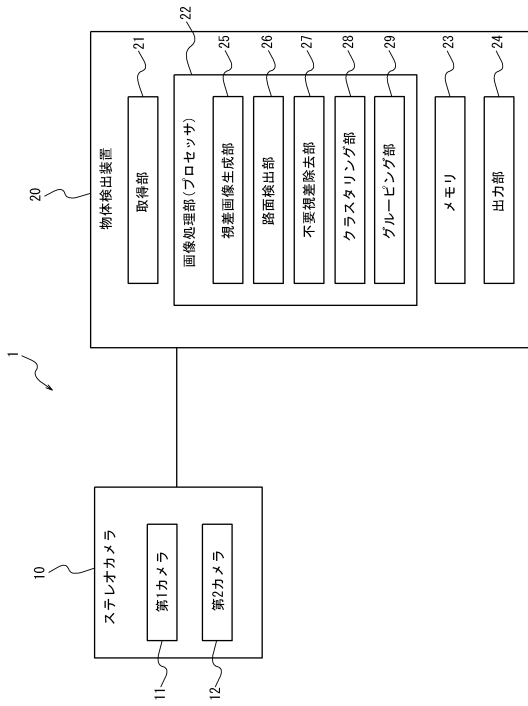 1
10
ステレオカメラ
第1カメラ
11
第2カメラ
12
20
物体検出装置
取得部
21
画像処理部(プロセッサ)
22
視差画像生成部
25
路面検出部
26
不要視差除去部
27
クラスタリング部
28
グルーピング部
29
メモリ
23
出力部
24